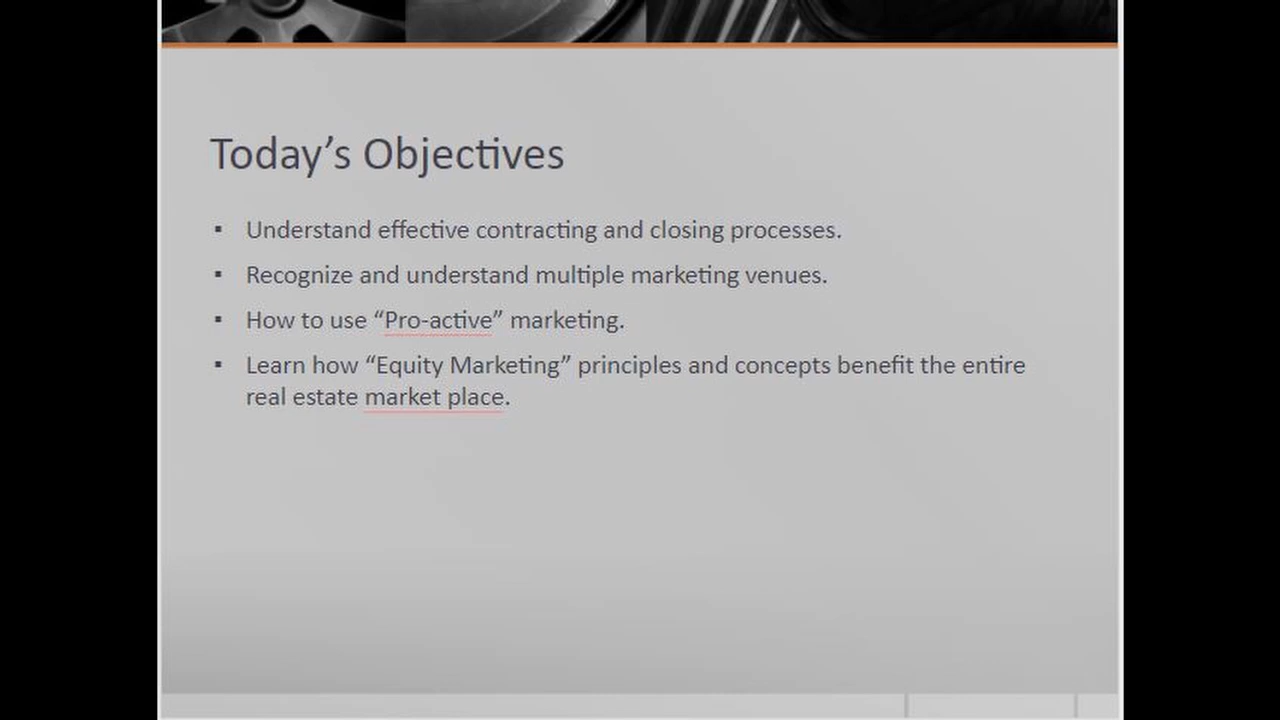 Today’s Objectives
▪ Understand effective contracting and closing processes.
▪ Recognize and understand multiple marketing venues.
▪ How to use “Pro-active” marketing.
▪ Learn how “Equity Marketing” principles and concepts benefit the entire
real estate market place.